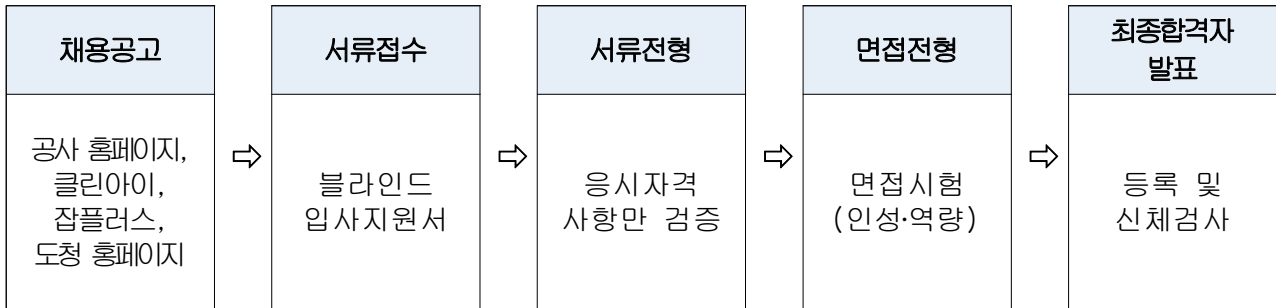 채용공고
공사 홈페이지,
클린아이,
잡플러스,
도청 홈페이지
⇨
서류접수
블라인드
입사지원서
⇨
서류전형
응시자격
사항만 검증
⇨
면접전형
면접시험
(인성·역량)
⇨
최종합격자
발표
등록 및
신체검사